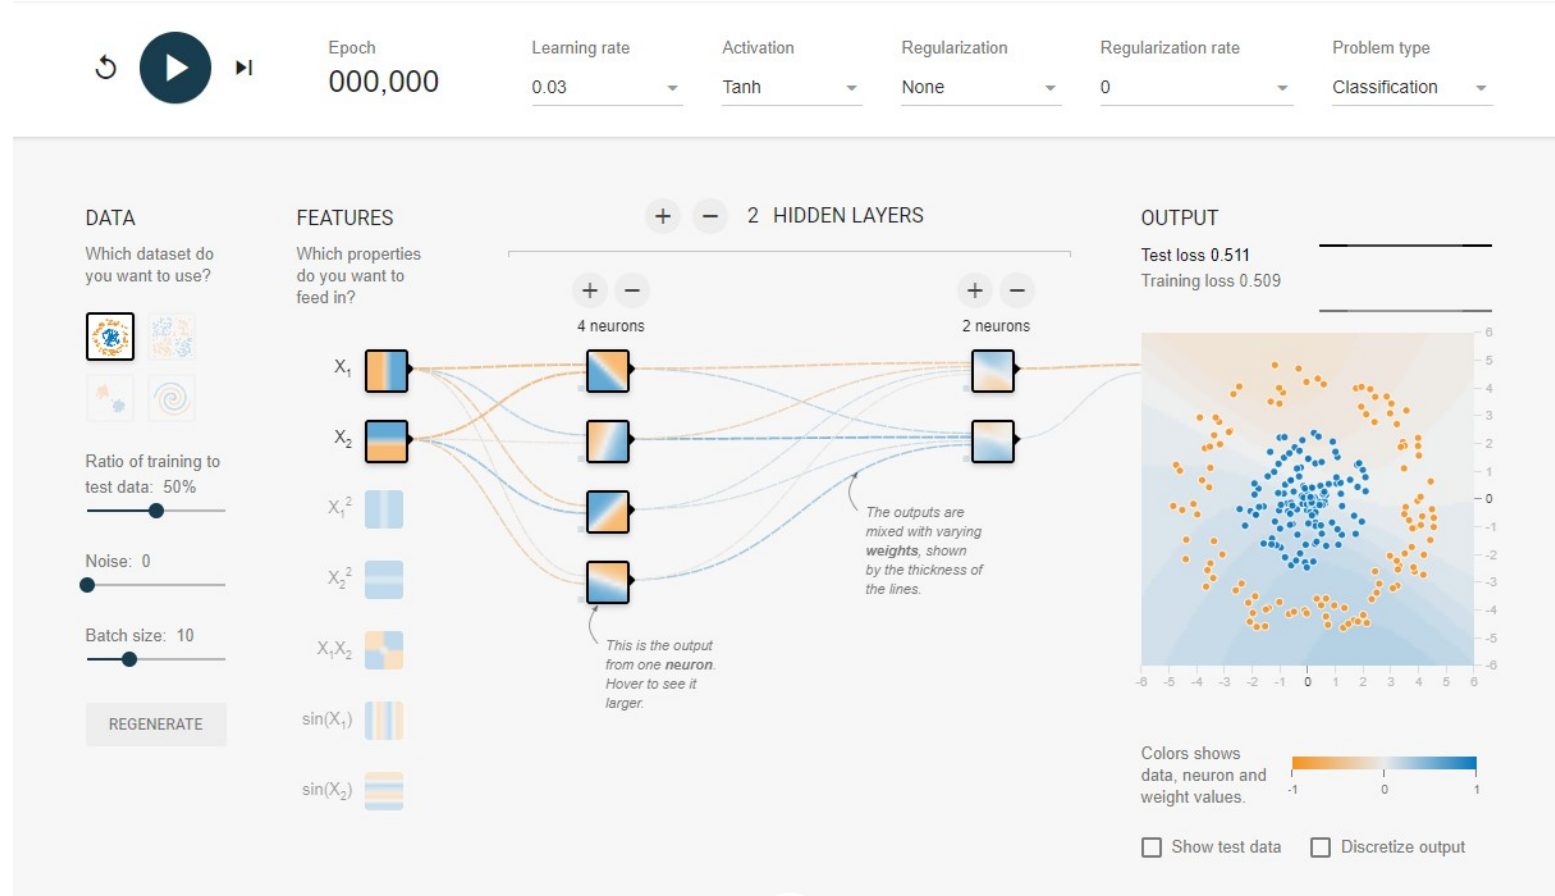 Epoch
000,000
Learning rate
0.03
Activation
Tanh
Regularization
None
Regularization rate
0
Problem type
Classification
DATA
Which dataset do
you want to use?
Ratio of training to
test data: 50%
Noise: 0
Batch size: 10
REGENERATE
FEATURES
Which properties
do you want to
feed in?
X₁
X₂
X₁²
X₂²
X₁X₂
sin(X₁)
sin(X₂)
+ − 2 HIDDEN LAYERS
+ −
4 neurons
+ −
2 neurons
The outputs are
mixed with varying
weights, shown
by the thickness of
the lines.
This is the output
from one neuron.
Hover to see it
larger.
OUTPUT
Test loss 0.511
Training loss 0.509
6
5
4
3
2
1
0
-1
-2
-3
-4
-5
-6
-6 -5 -4 -3 -2 -1 0 1 2 3 4 5 6
Colors shows
data, neuron and
weight values.
-1 0 1
Show test data
Discretize output